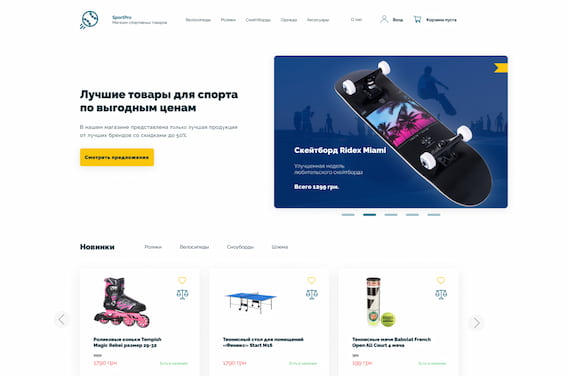 SportPro
Магазин спортивных товаров
Велосипеды Ролики Скейтборды Одежда Аксессуары О нас Вход Корзина пуста
Лучшие товары для спорта
по выгодным ценам
В нашем магазине представлена только лучшая продукция
от лучших брендов со скидками до 50%
Смотреть предложения
Скейтборд Ridex Miami
Улучшенная модель
любительского скейтборда
Всего 1299 грн.
Новинки Ролики Велосипеды Сноуборды Шлема
Роликовые коньки Tempish
Magic Rebel размер 29-32
1790 грн Есть в наличии
Теннисный стол для помещений
«Феникс» Start M16
1790 грн Есть в наличии
Теннисные мячи Babolat French
Open All Court 4 мяча
199 грн Есть в наличии